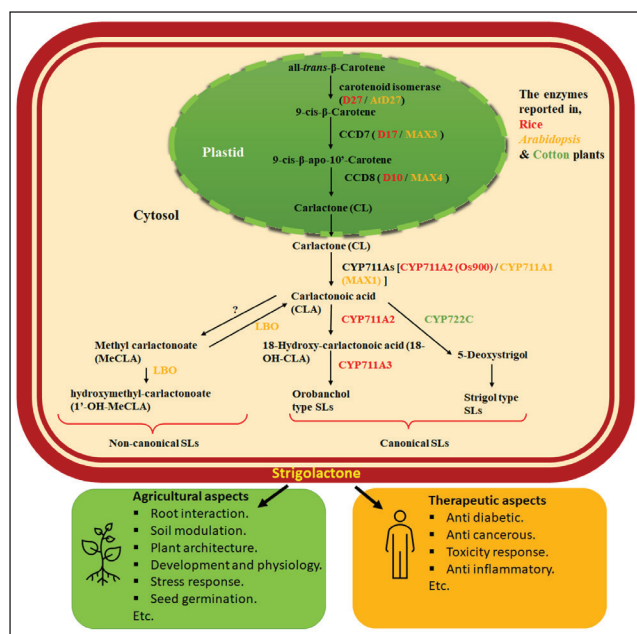 all-trans-β-Carotene
carotenoid isomerase
(D27 / AtD27)
9-cis-β-Carotene
CCD7 ( D17 / MAX3 )
Plastid
9-cis-β-apo-10’-Carotene
CCD8 ( D10 / MAX4 )
Carlactone (CL)
The enzymes
reported in,
Rice
Arabidopsis
& Cotton plants
Cytosol
Carlactone (CL)
CYP711As [CYP711A2 (Os900) / CYP711A1
(MAX1) ]
Carlactonoic acid
(CLA)
?
LBO
CYP711A2
CYP722C
Methyl carlactonoate
(MeCLA)
18-Hydroxy-carlactonoic acid (18-
OH-CLA)
5-Deoxystrigol
LBO
CYP711A3
hydroxymethyl-carlactonoate
(1’-OH-MeCLA)
Orobanchol
type SLs
Strigol type
SLs
Non-canonical SLs
Canonical SLs
Strigolactone
Agricultural aspects
▪ Root interaction.
▪ Soil modulation.
▪ Plant architecture.
▪ Development and physiology.
▪ Stress response.
▪ Seed germination.
Etc.
Therapeutic aspects
▪ Anti diabetic.
▪ Anti cancerous.
▪ Toxicity response.
▪ Anti inflammatory.
Etc.